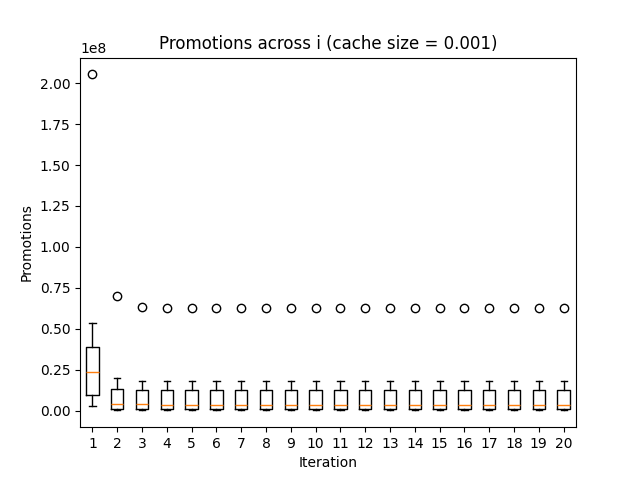 Promotions across i (cache size = 0.001)
1e8
2.00
1.75
1.50
1.25
1.00
0.75
0.50
0.25
0.00
Promotions
1 2 3 4 5 6 7 8 9 10 11 12 13 14 15 16 17 18 19 20
Iteration